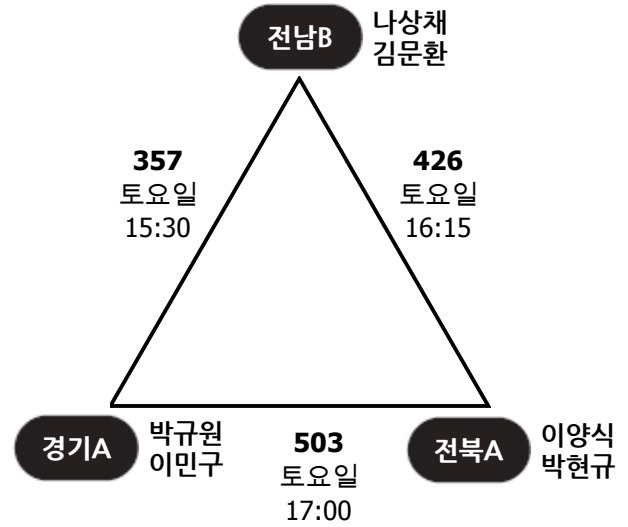 전남B
나상채
김문환
357
토요일
15:30
426
토요일
16:15
경기A
박규원
이민구
503
토요일
17:00
전북A
이양식
박현규